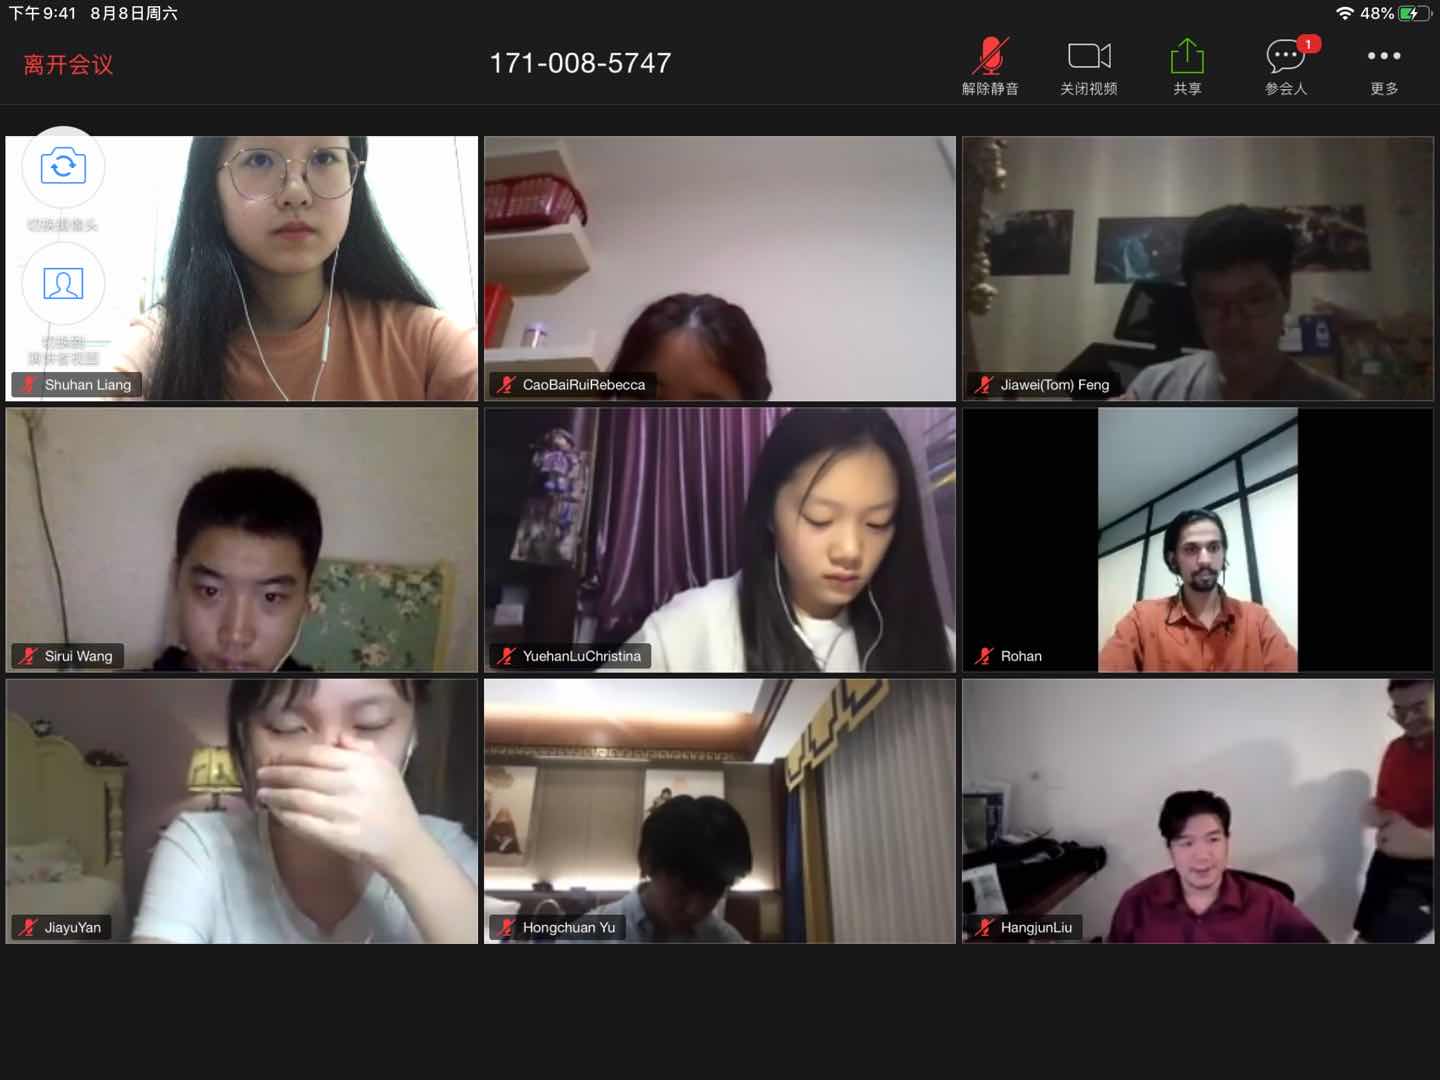 下午9:41 8月8日周六
48%
离开会议
171-008-5747
1
解除静音
关闭视频
共享
参会人
更多
切换摄像头
切换到
演讲者视图
Shuhan Liang
CaoBaiRuiRebecca
Jiawei(Tom) Feng
Sirui Wang
YuehanLuChristina
Rohan
JiayuYan
Hongchuan Yu
HangjunLiu